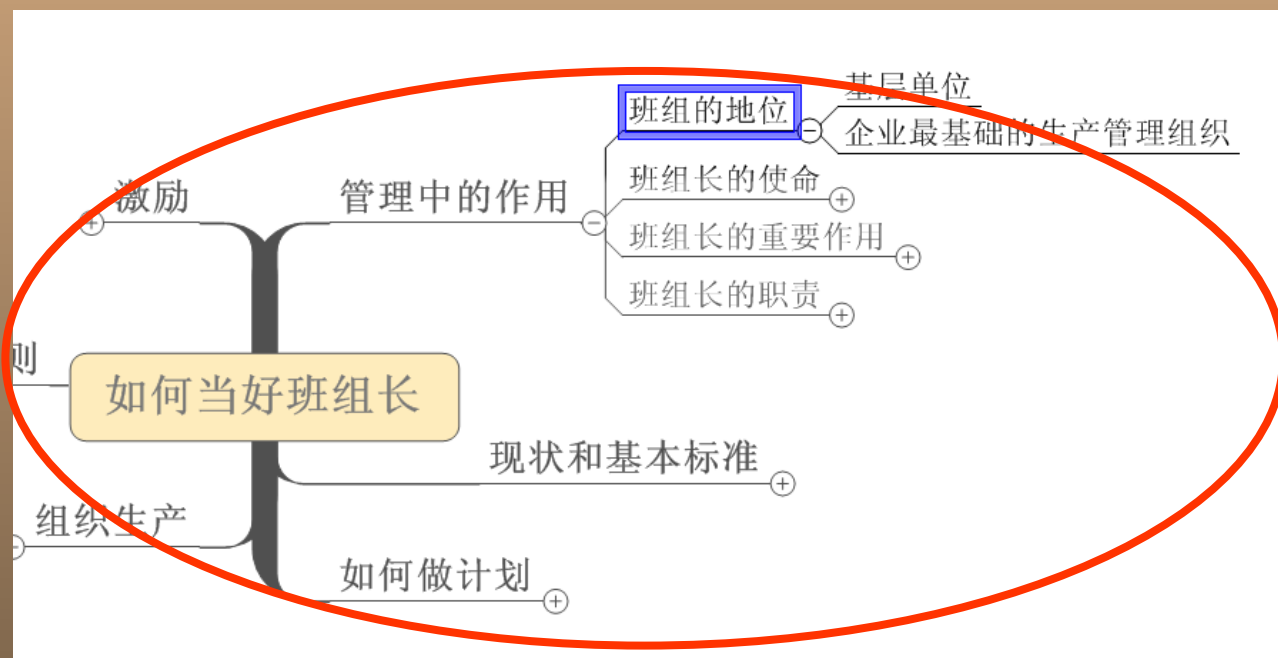 基层单位
班组的地位
企业最基础的生产管理组织
激励
管理中的作用
班组长的使命
班组长的重要作用
班组长的职责
则
如何当好班组长
现状和基本标准
组织生产
如何做计划